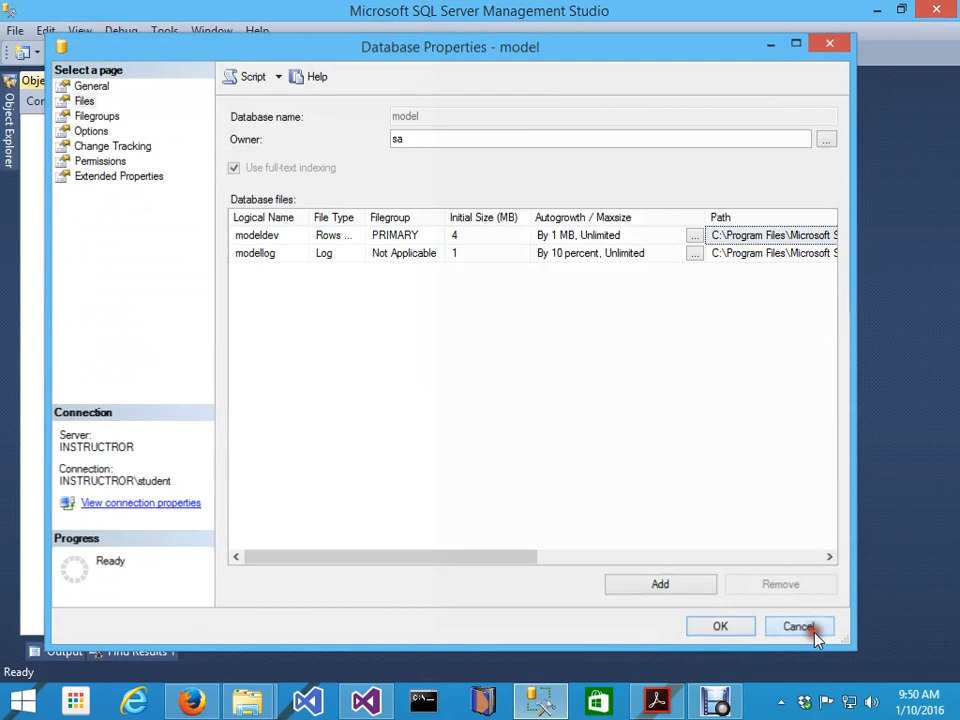 Microsoft SQL Server Management Studio
File Edit View Debug Tools Window Help
Database Properties - model
Obje
Object Explorer
Select a page
General
Files
Filegroups
Options
Change Tracking
Permissions
Extended Properties
Script Help
Database name: model
Owner: sa
...
Use full-text indexing
Database files:
Logical Name File Type Filegroup Initial Size (MB) Autogrowth / Maxsize Path
modeldev Rows ... PRIMARY 4 By 1 MB, Unlimited ... C:\Program Files\Microsoft S
modellog Log Not Applicable 1 By 10 percent, Unlimited ... C:\Program Files\Microsoft S
Connection
Server:
INSTRUCTROR
Connection:
INSTRUCTROR\student
View connection properties
Progress
Ready
Add Remove
OK Cancel
Output Find Results 1
Ready
9:50 AM
1/10/2016